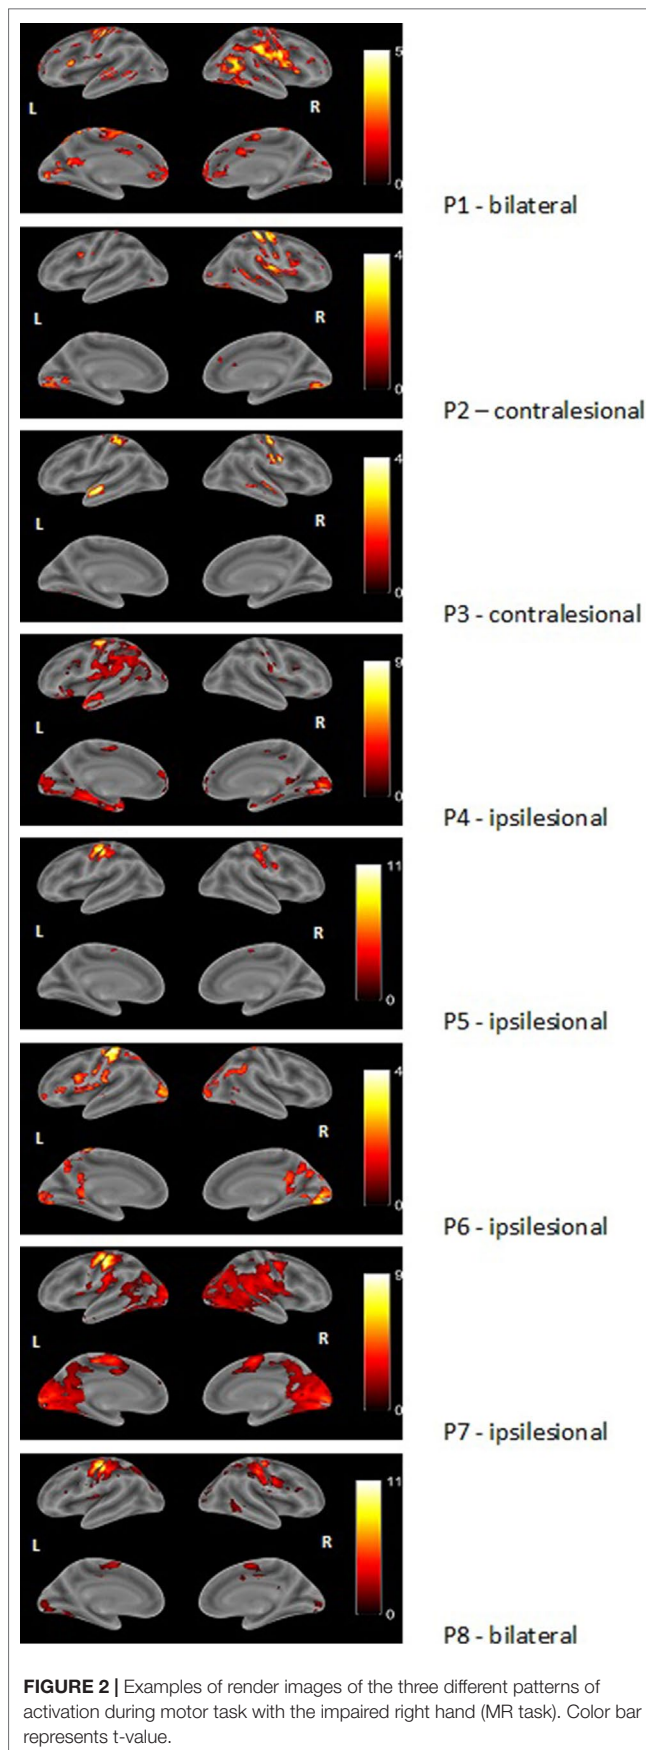 5
L
R
0
P1 - bilateral
4
L
R
0
P2 – contralesional
4
L
R
0
P3 - contralesional
9
L
R
0
P4 - ipsilesional
11
L
R
0
P5 - ipsilesional
4
L
R
0
P6 - ipsilesional
9
L
R
0
P7 - ipsilesional
11
L
R
0
P8 - bilateral
FIGURE 2 | Examples of render images of the three different patterns of
activation during motor task with the impaired right hand (MR task). Color bar
represents t-value.